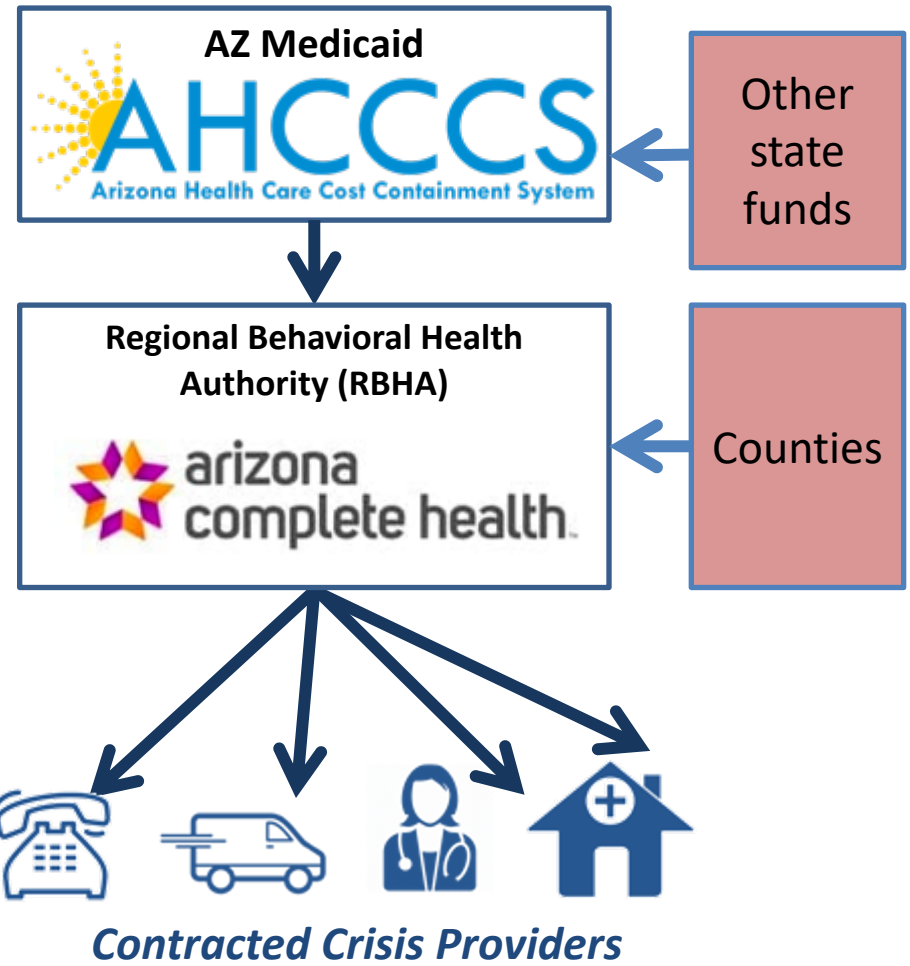 AZ Medicaid
AHCCCS
Arizona Health Care Cost Containment System
Other
state
funds
Regional Behavioral Health
Authority (RBHA)
arizona
complete health™
Counties
Contracted Crisis Providers